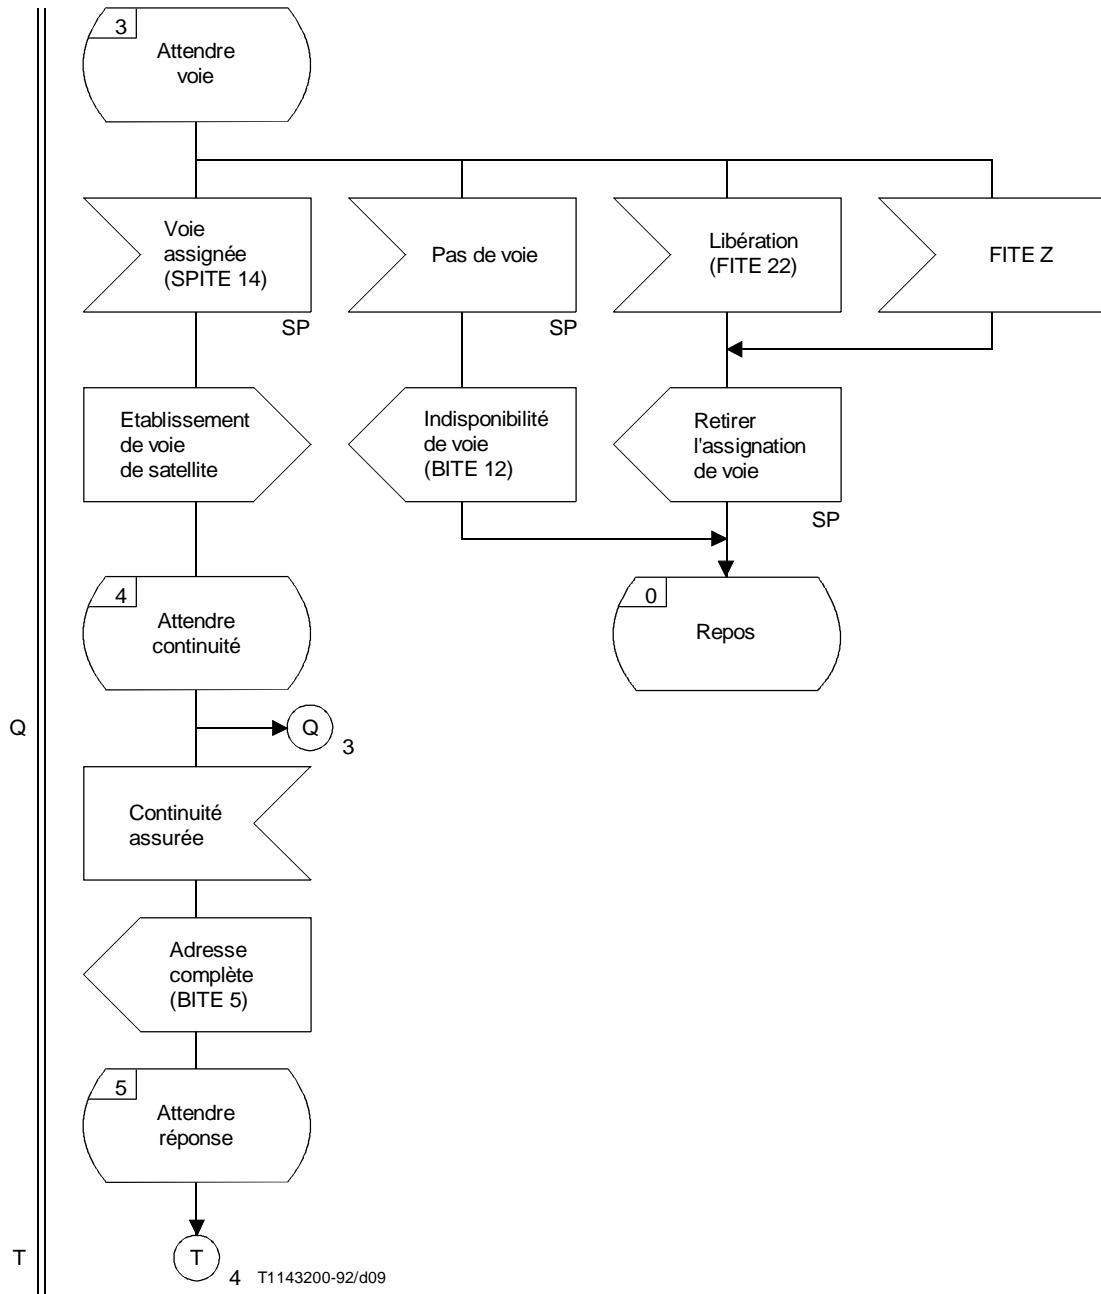 3
Attendre
voie
Voie
assignée
(SPITE 14)
SP
Pas de voie
SP
Libération
(FITE 22)
FITE Z
Etablissement
de voie
de satellite
Indisponibilité
de voie
(BITE 12)
Retirer
l'assignation
de voie
SP
4
Attendre
continuité
0
Repos
Q
Q
3
Continuité
assurée
Adresse
complète
(BITE 5)
5
Attendre
réponse
T
T
4
T1143200-92/d09